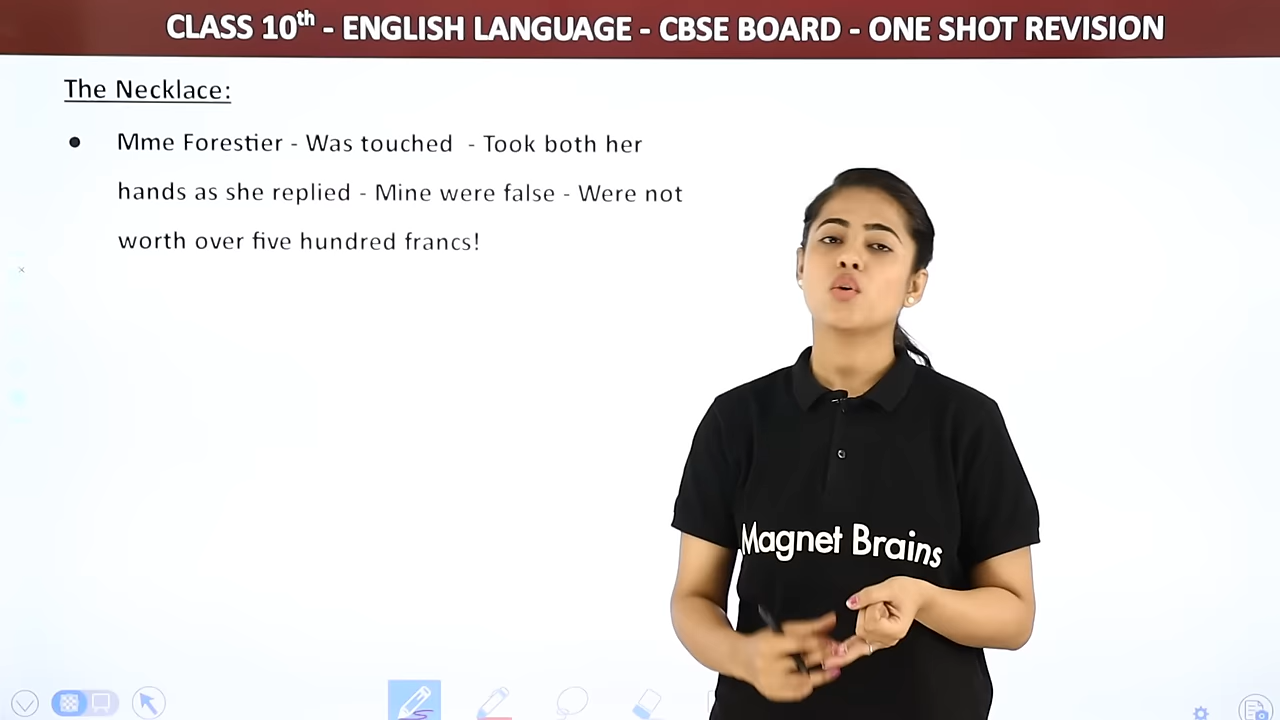 CLASS 10th - ENGLISH LANGUAGE - CBSE BOARD - ONE SHOT REVISION
The Necklace:
● Mme Forestier - Was touched - Took both her
hands as she replied - Mine were false - Were not
worth over five hundred francs!
Magnet Brains